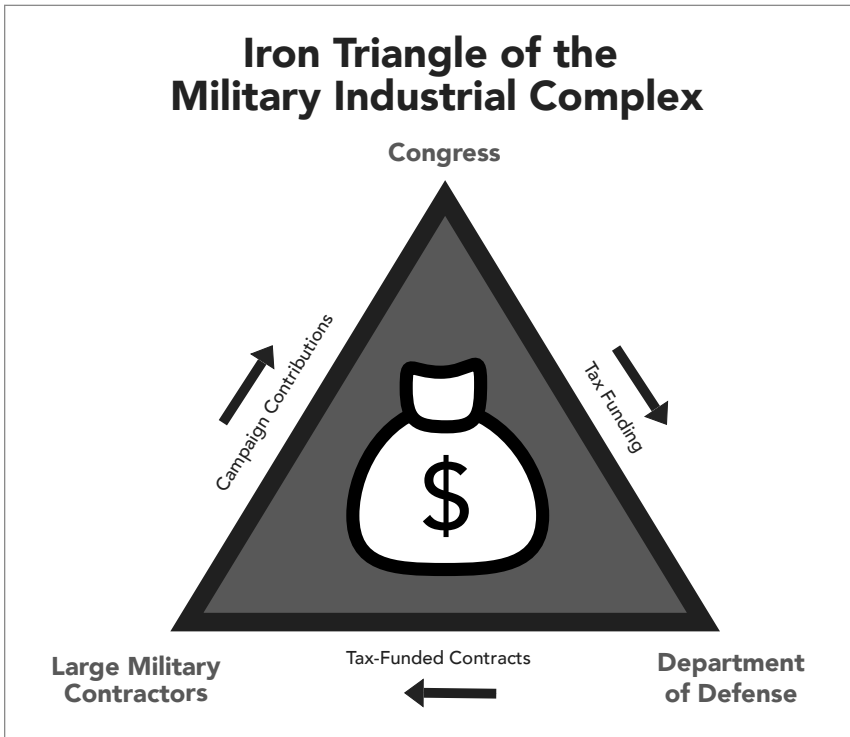 Iron Triangle of the
Military Industrial Complex
Congress
Campaign Contributions
Tax Funding
$
Large Military
Contractors
Tax-Funded Contracts
Department
of Defense